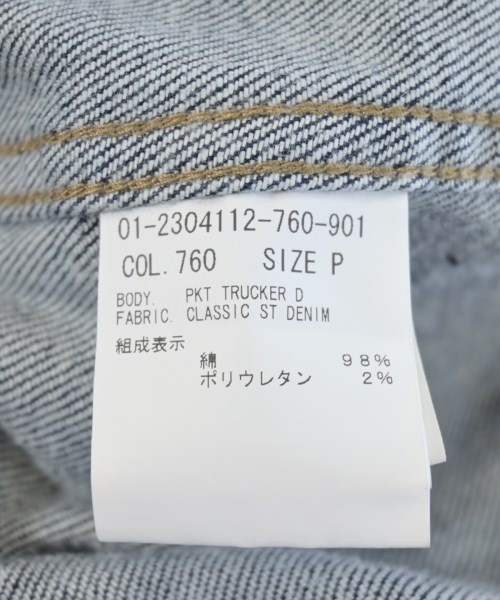 01-2304112-760-901
COL. 760 SIZE P
BODY. PKT TRUCKER D
FABRIC. CLASSIC ST DENIM
組成表示
綿 98%
ポリウレタン 2%